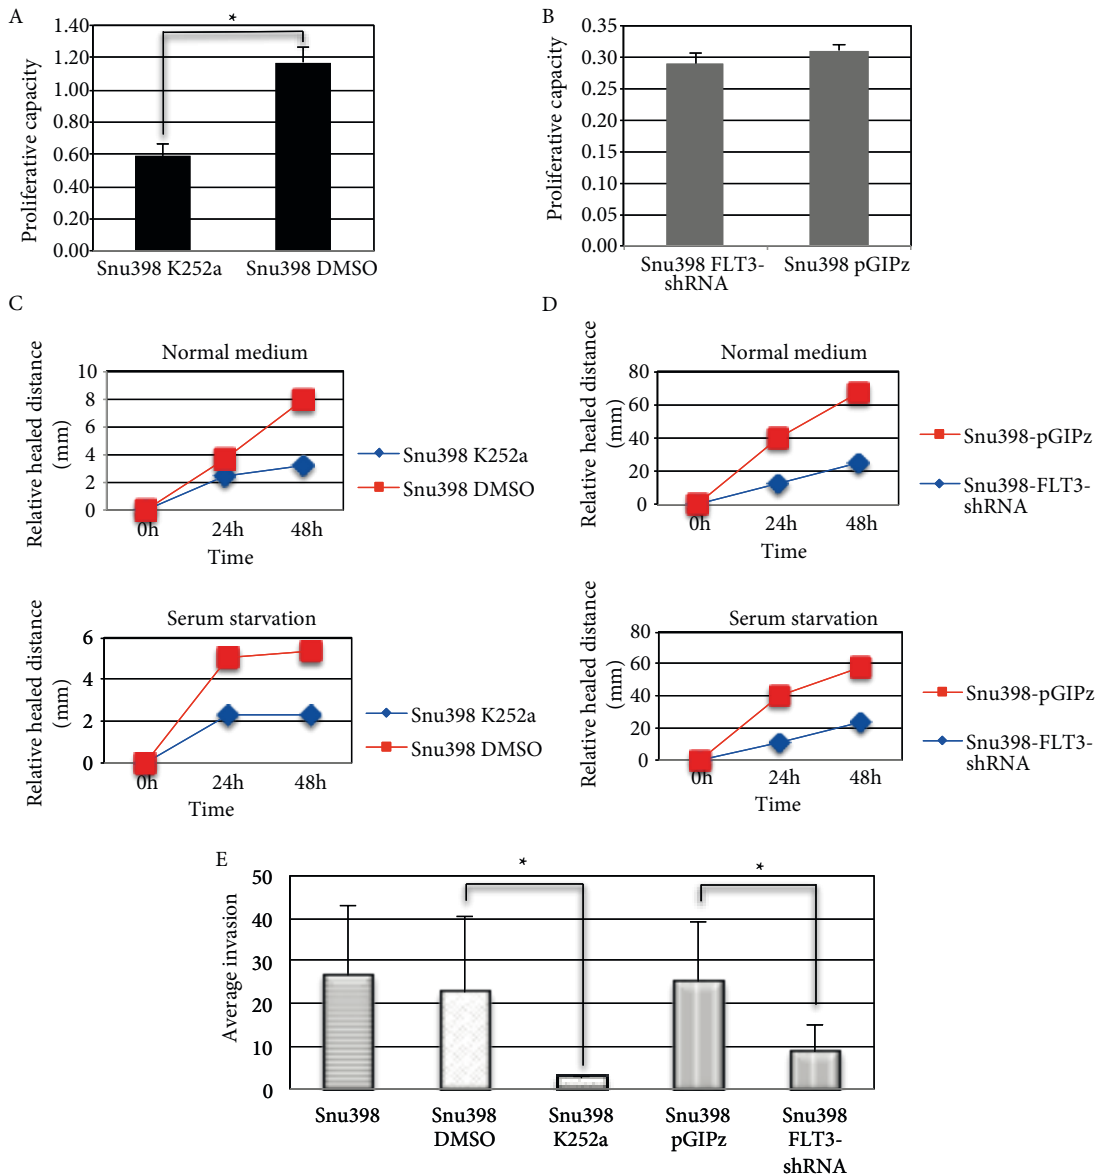 A
Proliferative capacity
1.40
1.20
1.00
0.80
0.60
0.40
0.20
0.00
*
Snu398 K252a
Snu398 DMSO
B
Proliferative capacity
0.35
0.30
0.25
0.20
0.15
0.10
0.05
0.00
Snu398 FLT3-
shRNA
Snu398 pGIPz
C
Normal medium
Relative healed distance
(mm)
10
8
6
4
2
0
0h
24h
48h
Time
Snu398 K252a
Snu398 DMSO
Serum starvation
Relative healed distance
(mm)
6
4
2
0
0h
24h
48h
Time
Snu398 K252a
Snu398 DMSO
D
Normal medium
Relative healed distance
(mm)
80
60
40
20
0
0h
24h
48h
Time
Snu398-pGIPz
Snu398-FLT3-
shRNA
Serum starvation
Relative healed distance
(mm)
80
60
40
20
0
0h
24h
48h
Time
Snu398-pGIPz
Snu398-FLT3-
shRNA
E
Average invasion
50
40
30
20
10
0
*
*
Snu398
Snu398
DMSO
Snu398
K252a
Snu398
pGIPz
Snu398
FLT3-
shRNA